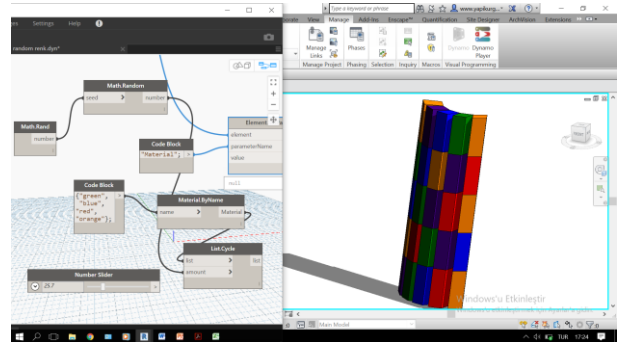 Settings Help
random renk.dyn*
Math.Random
seed > number
Math.Rand
number
Code Block
"Material";
Element
element
parameterName
value
null
Code Block
{"green",
"blue",
"red",
"orange"};
Material.ByName
name > Material
List.Cycle
list > list
amount >
Number Slider
25.7
Type a keyword or phrase
View Manage Add-Ins Enscape™ Quantification Site Designer ArchVision Extensions
Manage
Links
Phases
Dynamo Dynamo
Player
Manage Project Phasing Selection Inquiry Macros Visual Programming
Windows'u Etkinleştir
Main Model
TUR 17:24